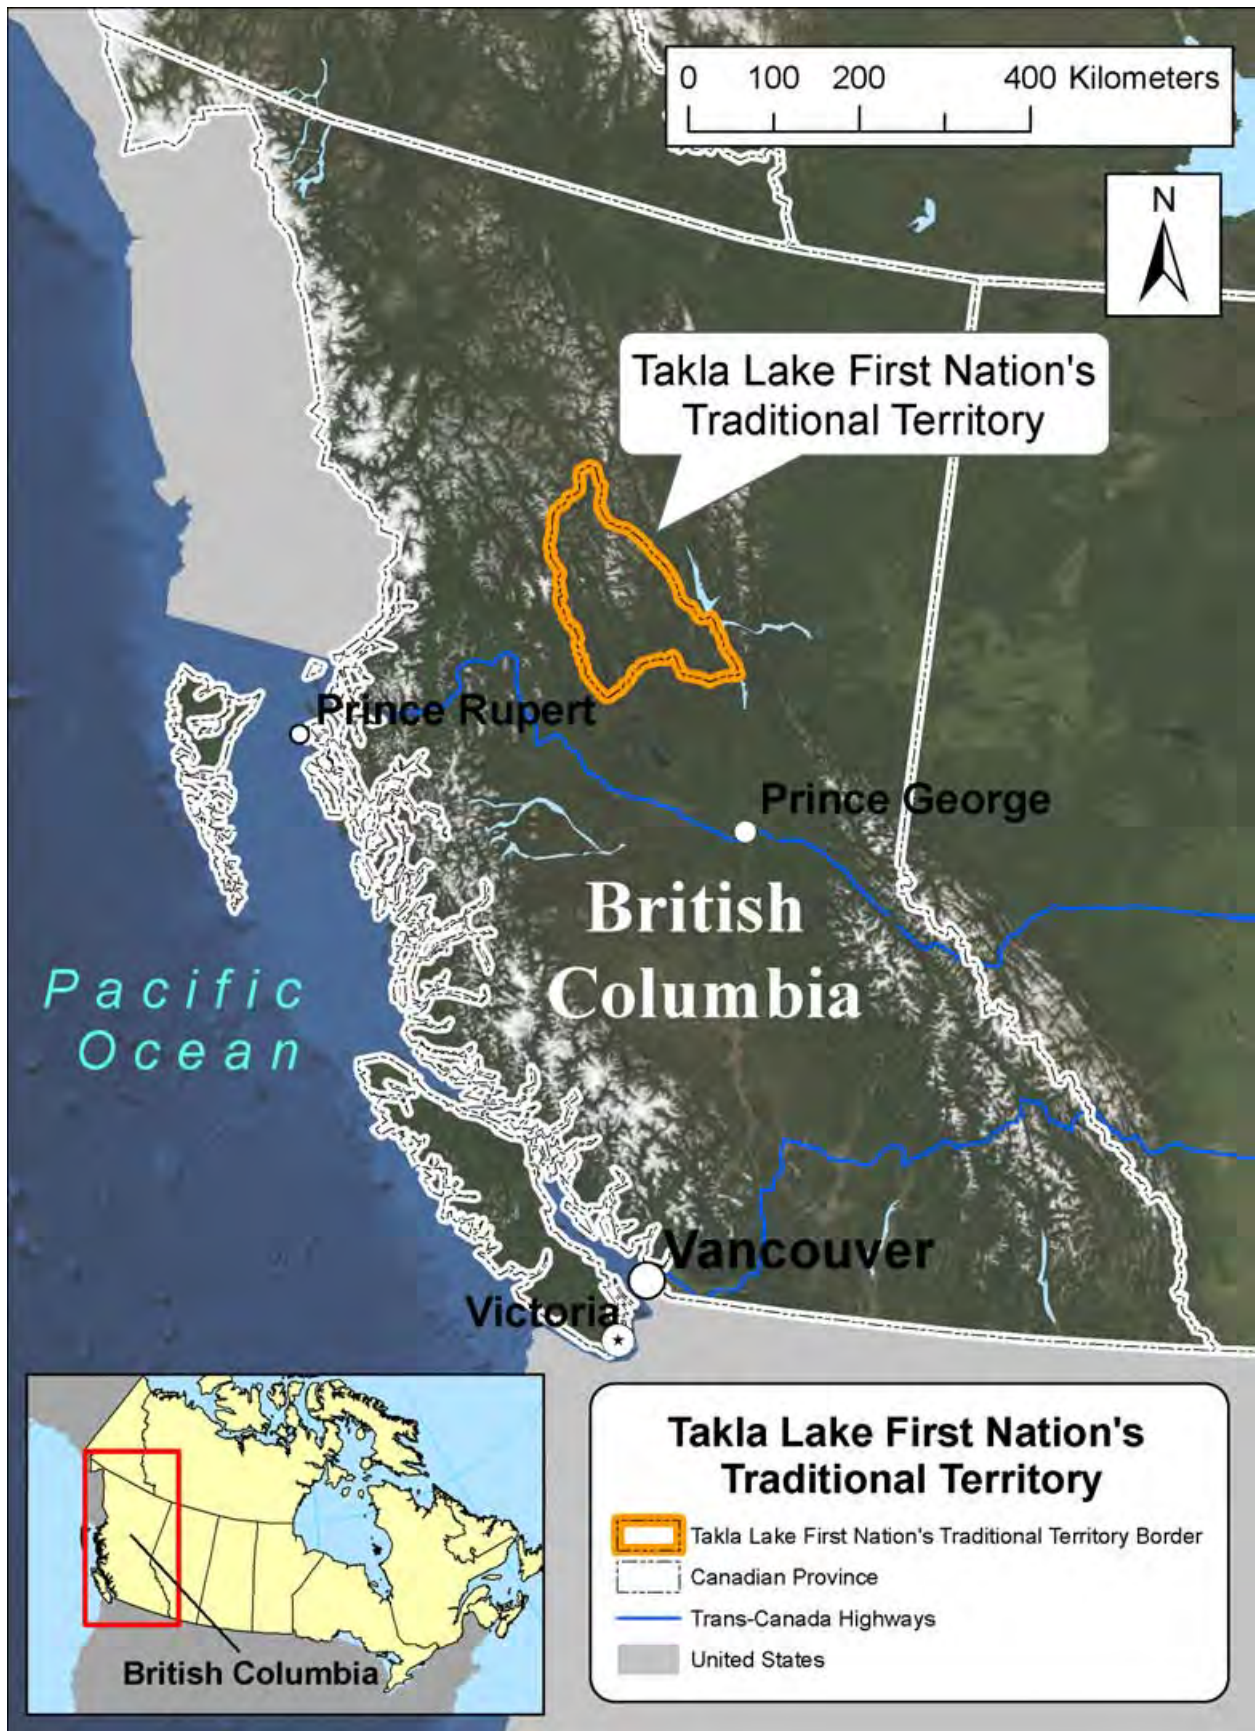 0 100 200 400 Kilometers
N
Takla Lake First Nation's
Traditional Territory
Prince Rupert
Prince George
British
Columbia
Pacific
Ocean
Vancouver
Victoria
British Columbia
Takla Lake First Nation's
Traditional Territory
Takla Lake First Nation's Traditional Territory Border
Canadian Province
Trans-Canada Highways
United States